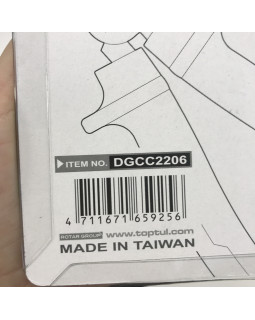 ITEM NO. DGCC2206
4 711671 659256
ROTAR GROUP www.toptul.com
MADE IN TAIWAN